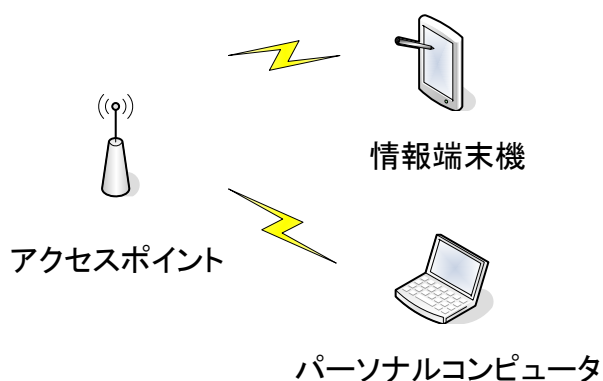 情報端末機
アクセスポイント
パーソナルコンピュータ